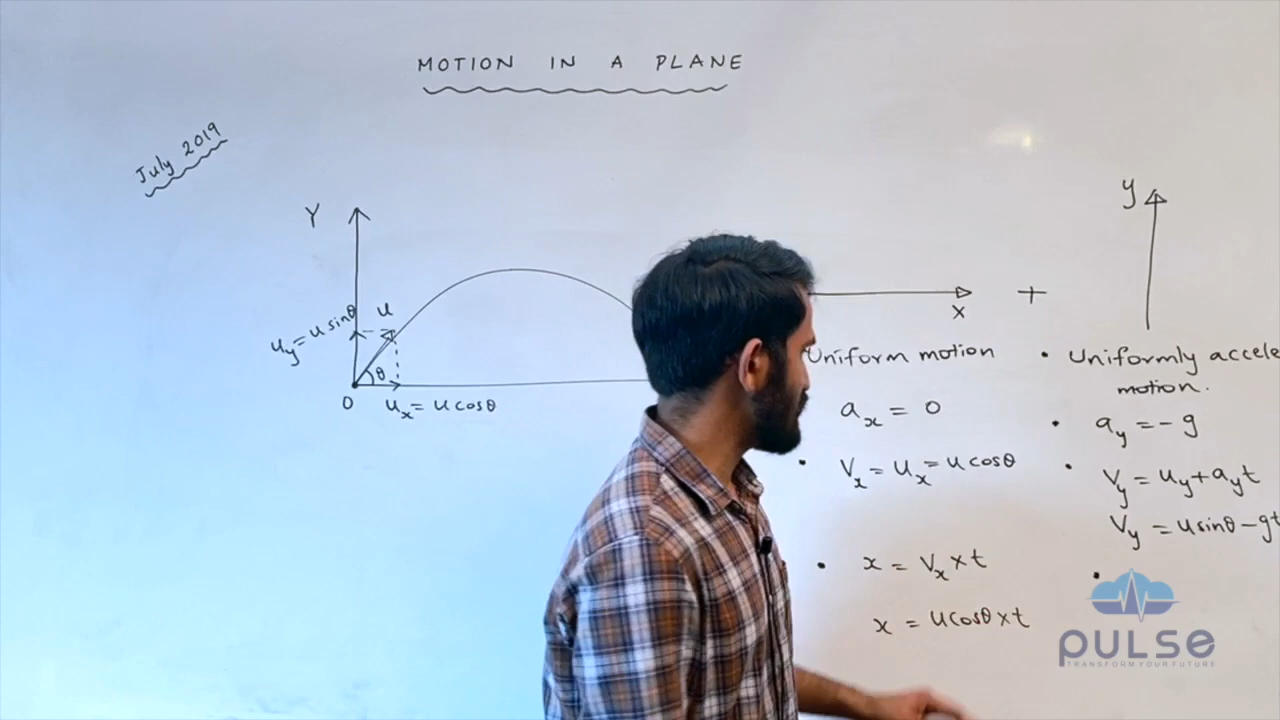 MOTION IN A PLANE
July 2019
Y
u
u_y = u sinθ
θ
O
u_x = u cosθ
x
+
y
Uniform motion
a_x = 0
• V_x = u_x = u cosθ
• x = V_x × t
x = u cosθ × t
• Uniformly accele
motion.
• a_y = - g
• V_y = u_y + a_y t
V_y = u sinθ - gt
•
PULSE
TRANSFORM YOUR FUTURE